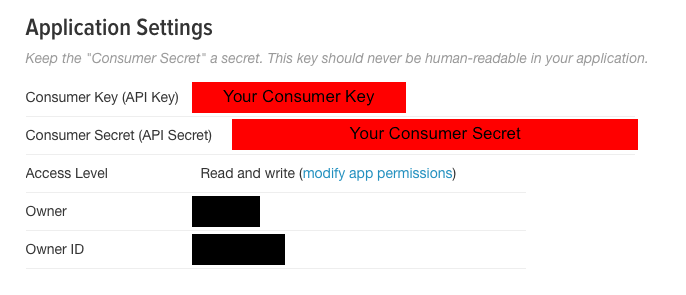 Application Settings
Keep the "Consumer Secret" a secret. This key should never be human-readable in your application.
Consumer Key (API Key) Your Consumer Key
Consumer Secret (API Secret) Your Consumer Secret
Access Level Read and write (modify app permissions)
Owner
Owner ID